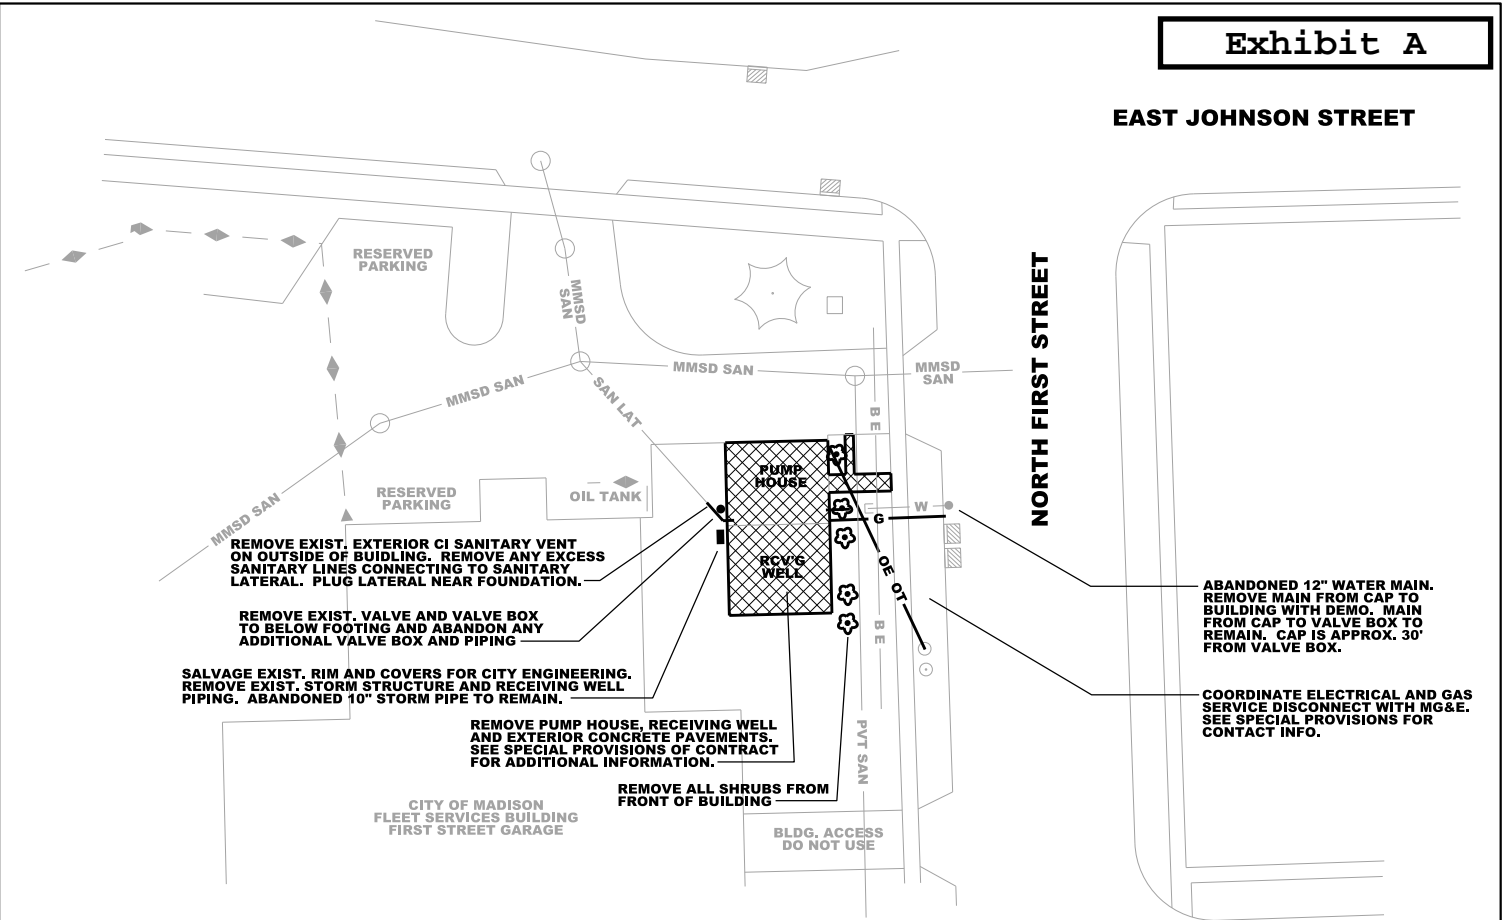 Exhibit A
EAST JOHNSON STREET
NORTH FIRST STREET
RESERVED
PARKING
MMSD
SAN
MMSD SAN
MMSD
SAN
MMSD SAN
SAN LAT
B E
PUMP
HOUSE
RESERVED
PARKING
OIL TANK
W
G
MMSD SAN
OE OT
RCV'G
WELL
B E
REMOVE EXIST. EXTERIOR CI SANITARY VENT
ON OUTSIDE OF BUIDLING. REMOVE ANY EXCESS
SANITARY LINES CONNECTING TO SANITARY
LATERAL. PLUG LATERAL NEAR FOUNDATION.
REMOVE EXIST. VALVE AND VALVE BOX
TO BELOW FOOTING AND ABANDON ANY
ADDITIONAL VALVE BOX AND PIPING
SALVAGE EXIST. RIM AND COVERS FOR CITY ENGINEERING.
REMOVE EXIST. STORM STRUCTURE AND RECEIVING WELL
PIPING. ABANDONED 10" STORM PIPE TO REMAIN.
REMOVE PUMP HOUSE, RECEIVING WELL
AND EXTERIOR CONCRETE PAVEMENTS.
SEE SPECIAL PROVISIONS OF CONTRACT
FOR ADDITIONAL INFORMATION.
REMOVE ALL SHRUBS FROM
FRONT OF BUILDING
ABANDONED 12" WATER MAIN.
REMOVE MAIN FROM CAP TO
BUILDING WITH DEMO. MAIN
FROM CAP TO VALVE BOX TO
REMAIN. CAP IS APPROX. 30'
FROM VALVE BOX.
COORDINATE ELECTRICAL AND GAS
SERVICE DISCONNECT WITH MG&E.
SEE SPECIAL PROVISIONS FOR
CONTACT INFO.
PVT SAN
CITY OF MADISON
FLEET SERVICES BUILDING
FIRST STREET GARAGE
BLDG. ACCESS
DO NOT USE